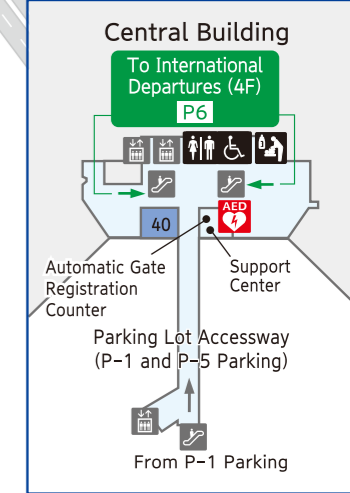 Central Building
To International
Departures (4F)
P6
AED
40
Automatic Gate
Registration
Counter
Support
Center
Parking Lot Accessway
(P-1 and P-5 Parking)
From P-1 Parking